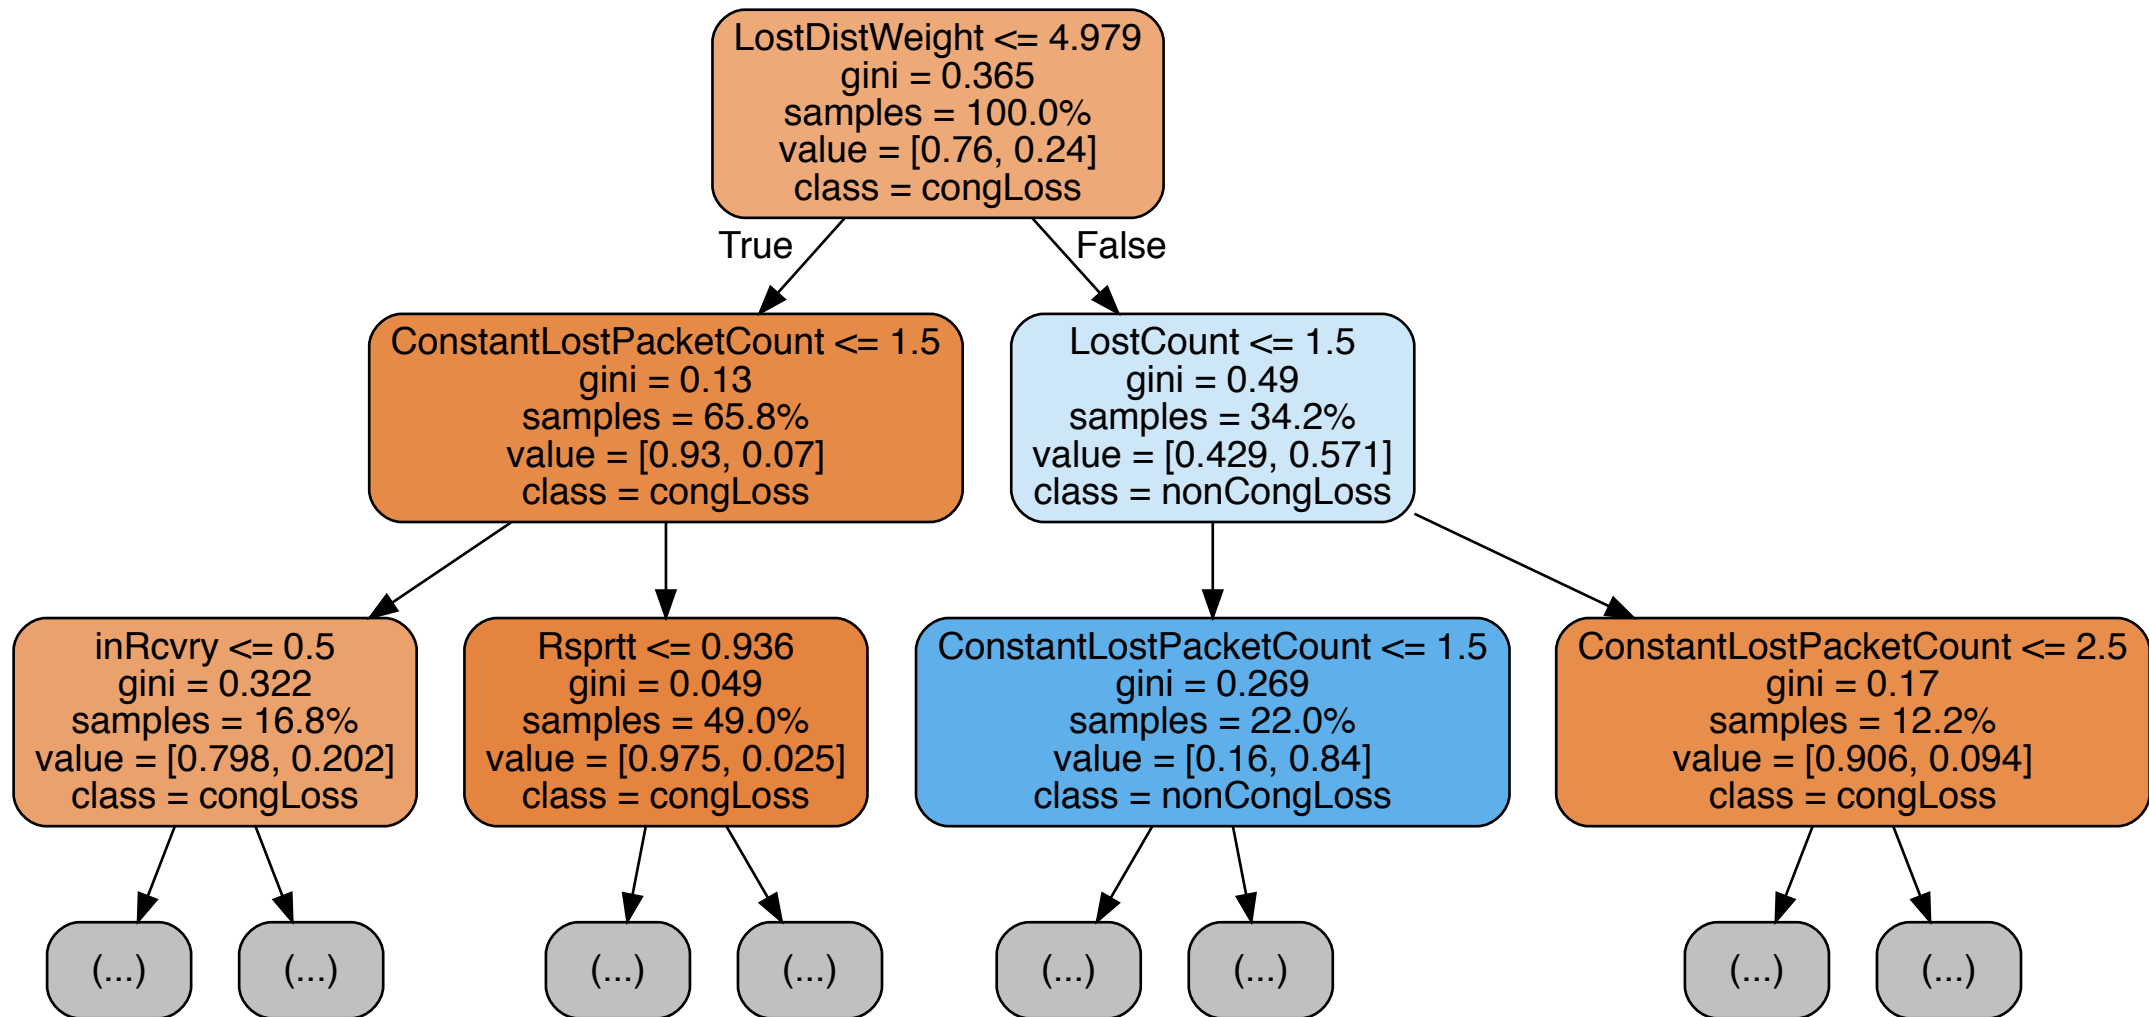 LostDistWeight <= 4.979
gini = 0.365
samples = 100.0%
value = [0.76, 0.24]
class = congLoss
True
False
ConstantLostPacketCount <= 1.5
gini = 0.13
samples = 65.8%
value = [0.93, 0.07]
class = congLoss
LostCount <= 1.5
gini = 0.49
samples = 34.2%
value = [0.429, 0.571]
class = nonCongLoss
inRcvry <= 0.5
gini = 0.322
samples = 16.8%
value = [0.798, 0.202]
class = congLoss
Rsprtt <= 0.936
gini = 0.049
samples = 49.0%
value = [0.975, 0.025]
class = congLoss
ConstantLostPacketCount <= 1.5
gini = 0.269
samples = 22.0%
value = [0.16, 0.84]
class = nonCongLoss
ConstantLostPacketCount <= 2.5
gini = 0.17
samples = 12.2%
value = [0.906, 0.094]
class = congLoss
(...)
(...)
(...)
(...)
(...)
(...)
(...)
(...)